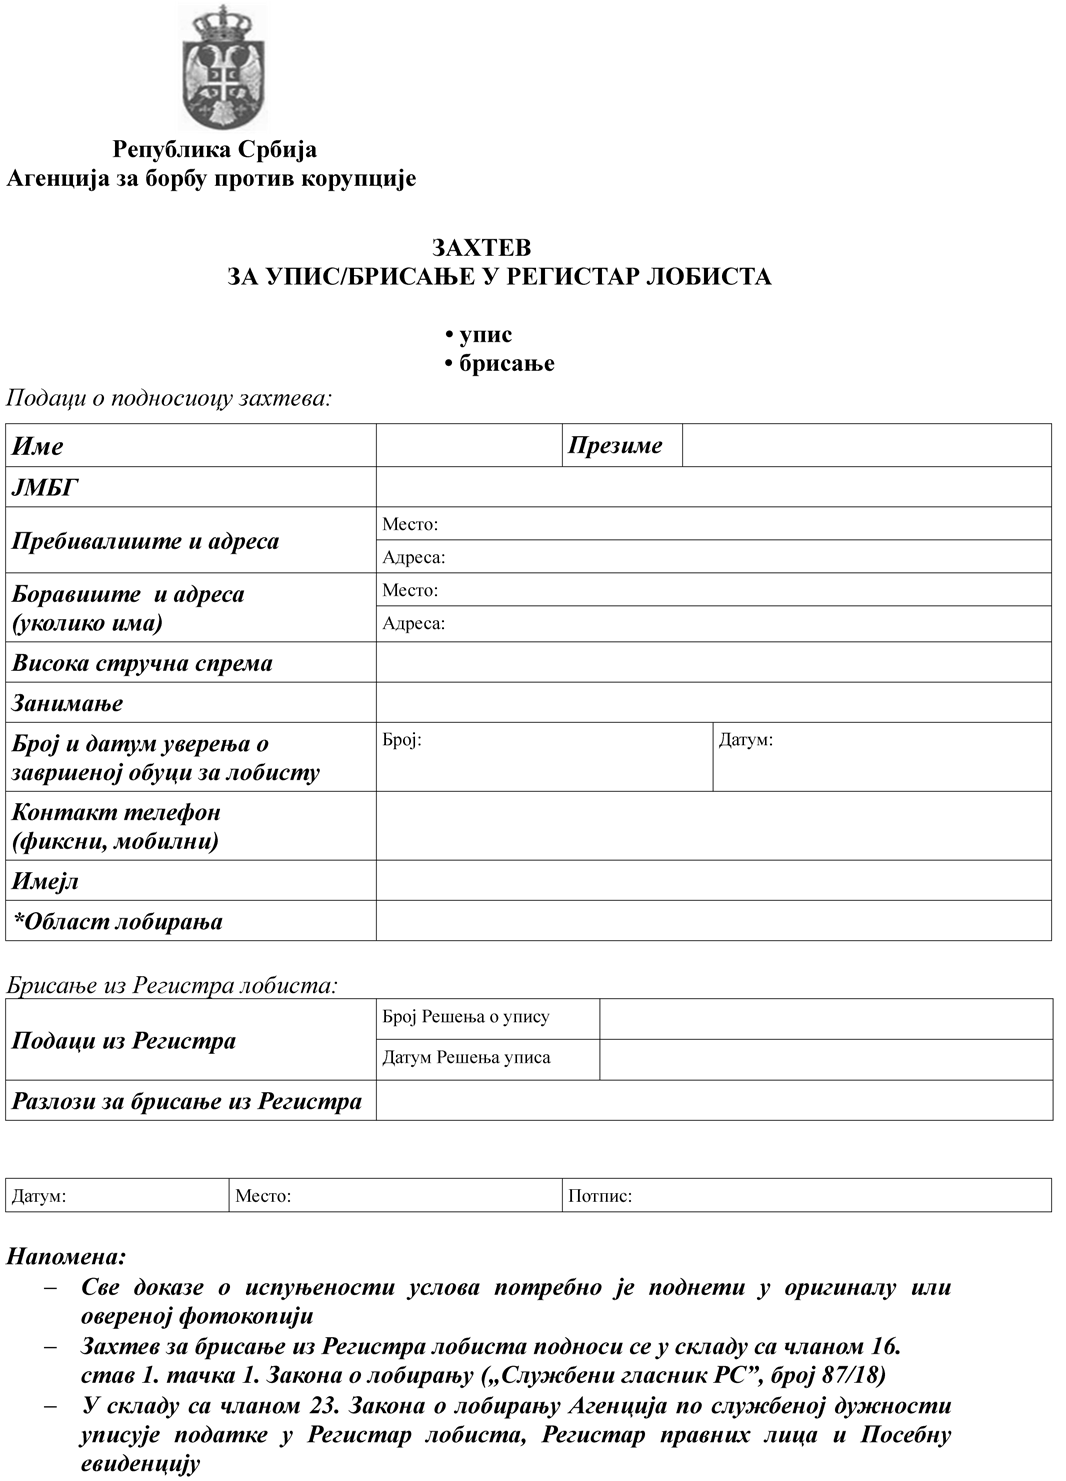 Република Србија
Агенција за борбу против корупције
ЗАХТЕВ
ЗА УПИС/БРИСАЊЕ У РЕГИСТАР ЛОБИСТА
• упис
• брисање
Подаци о подносиоцу захтева:
Име
Презиме
ЈМБГ
Пребивалиште и адреса
Место:
Адреса:
Боравиште и адреса
(уколико има)
Место:
Адреса:
Висока стручна спрема
Занимање
Број и датум уверења о
завршеној обуци за лобисту
Број:
Датум:
Контакт телефон
(фиксни, мобилни)
Имејл
*Област лобирања
Брисање из Регистра лобиста:
Подаци из Регистра
Број Решења о упису
Датум Решења уписа
Разлози за брисање из Регистра
Датум:
Место:
Потпис:
Напомена:
– Све доказе о испуњености услова потребно је поднети у оригиналу или
овереној фотокопији
– Захтев за брисање из Регистра лобиста подноси се у складу са чланом 16.
став 1. тачка 1. Закона о лобирању („Службени гласник РС”, број 87/18)
– У складу са чланом 23. Закона о лобирању Агенција по службеној дужности
уписује податке у Регистар лобиста, Регистар правних лица и Посебну
евиденцију